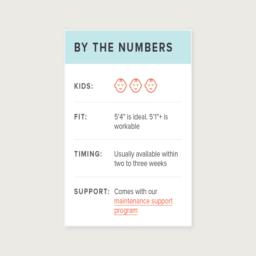 BY THE NUMBERS
KIDS:
FIT:
5'4" is ideal. 5'1"+ is
workable
TIMING:
Usually available within
two to three weeks
SUPPORT:
Comes with our
maintenance support
program